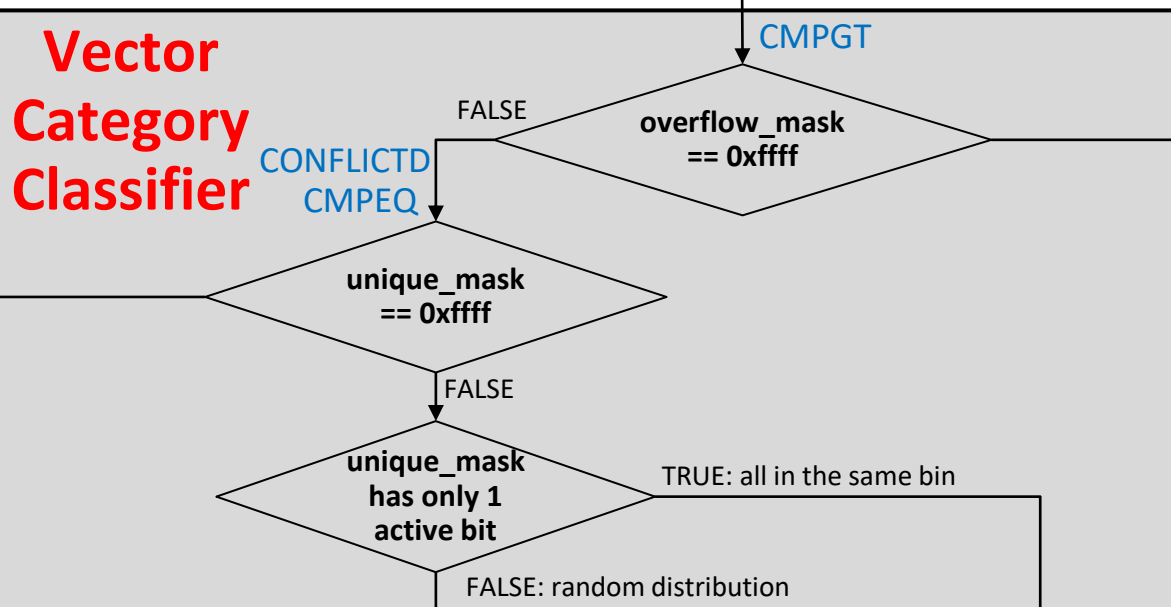 Vector
Category
Classifier
CMPGT
FALSE
overflow_mask
== 0xffff
CONFLICTD
CMPEQ
unique_mask
== 0xffff
FALSE
unique_mask
has only 1
active bit
TRUE: all in the same bin
FALSE: random distribution